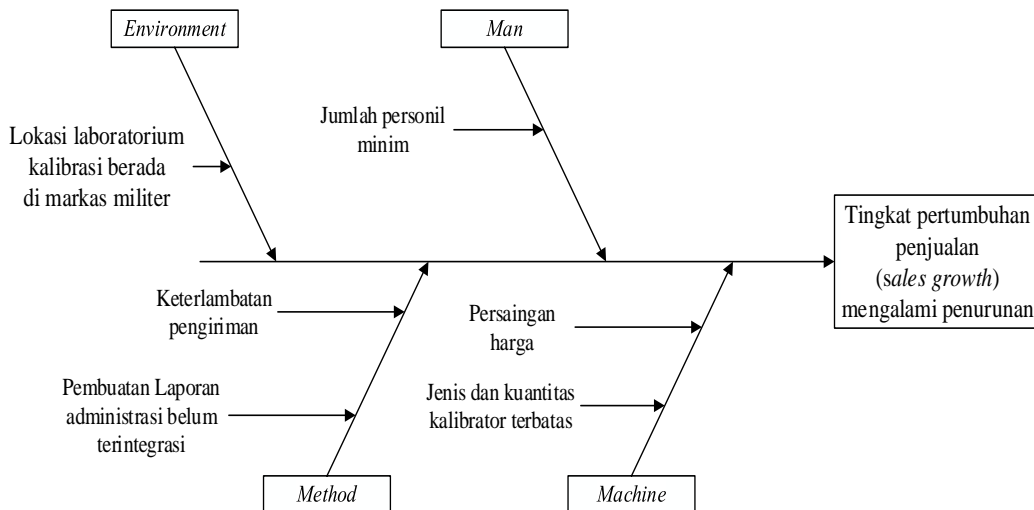 Environment
Man
Jumlah personil
minim
Lokasi laboratorium
kalibrasi berada
di markas militer
Tingkat pertumbuhan
penjualan
(sales growth)
mengalami penurunan
Keterlambatan
pengiriman
Persaingan
harga
Pembuatan Laporan
administrasi belum
terintegrasi
Jenis dan kuantitas
kalibrator terbatas
Method
Machine